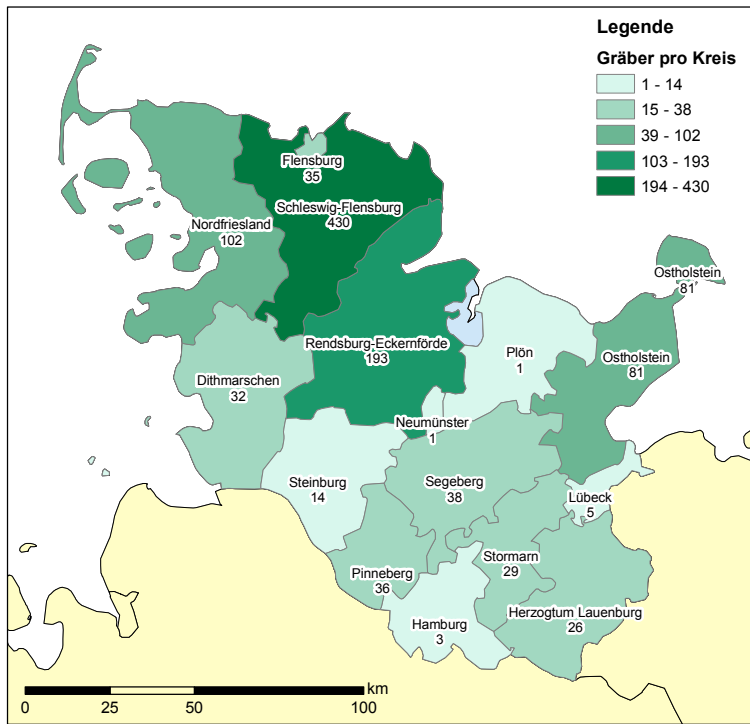 Legende
Gräber pro Kreis
1 - 14
15 - 38
39 - 102
103 - 193
194 - 430
Flensburg
35
Schleswig-Flensburg
430
Nordfriesland
102
Ostholstein
81
Rendsburg-Eckernförde
193
Plön
1
Ostholstein
81
Dithmarschen
32
Neumünster
1
Steinburg
14
Segeberg
38
Lübeck
5
Stormarn
29
Pinneberg
36
Herzogtum Lauenburg
26
Hamburg
3
km
0 25 50 100